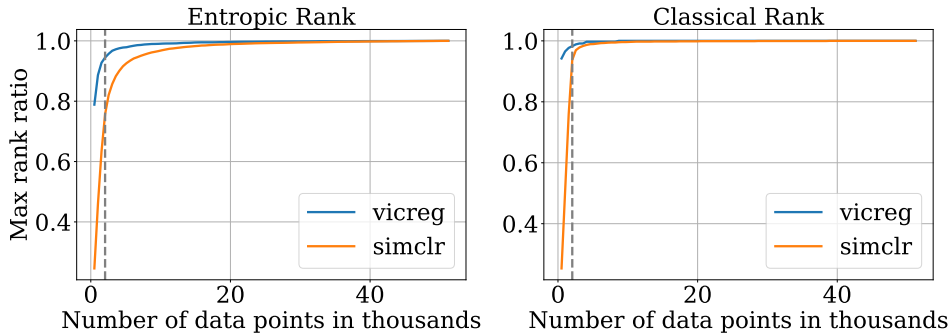 Entropic Rank
Max rank ratio
1.0
0.8
0.6
0.4
vicreg
simclr
0 20 40
Number of data points in thousands
Classical Rank
1.0
0.8
0.6
0.4
vicreg
simclr
0 20 40
Number of data points in thousands